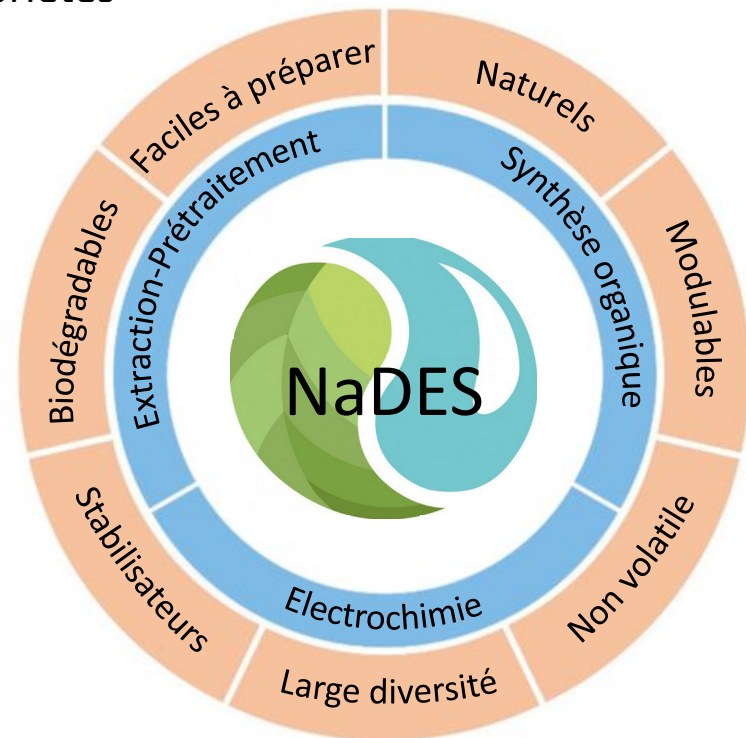 Faciles à préparer
Naturels
Modulables
Non volatile
Large diversité
Stabilisateurs
Biodégradables
Extraction-Prétraitement
Synthèse organique
Electrochimie
NaDES